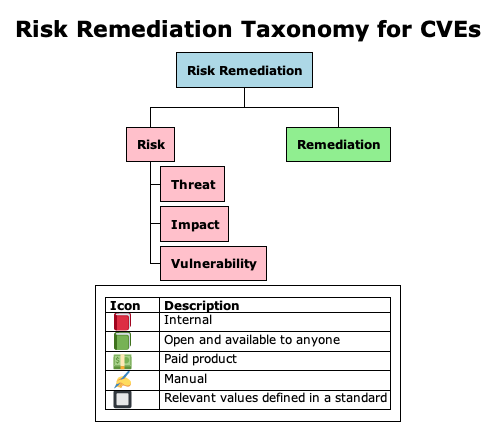 Risk Remediation Taxonomy for CVEs
Risk Remediation
Risk
Remediation
Threat
Impact
Vulnerability
Icon Description
Internal
Open and available to anyone
Paid product
Manual
Relevant values defined in a standard